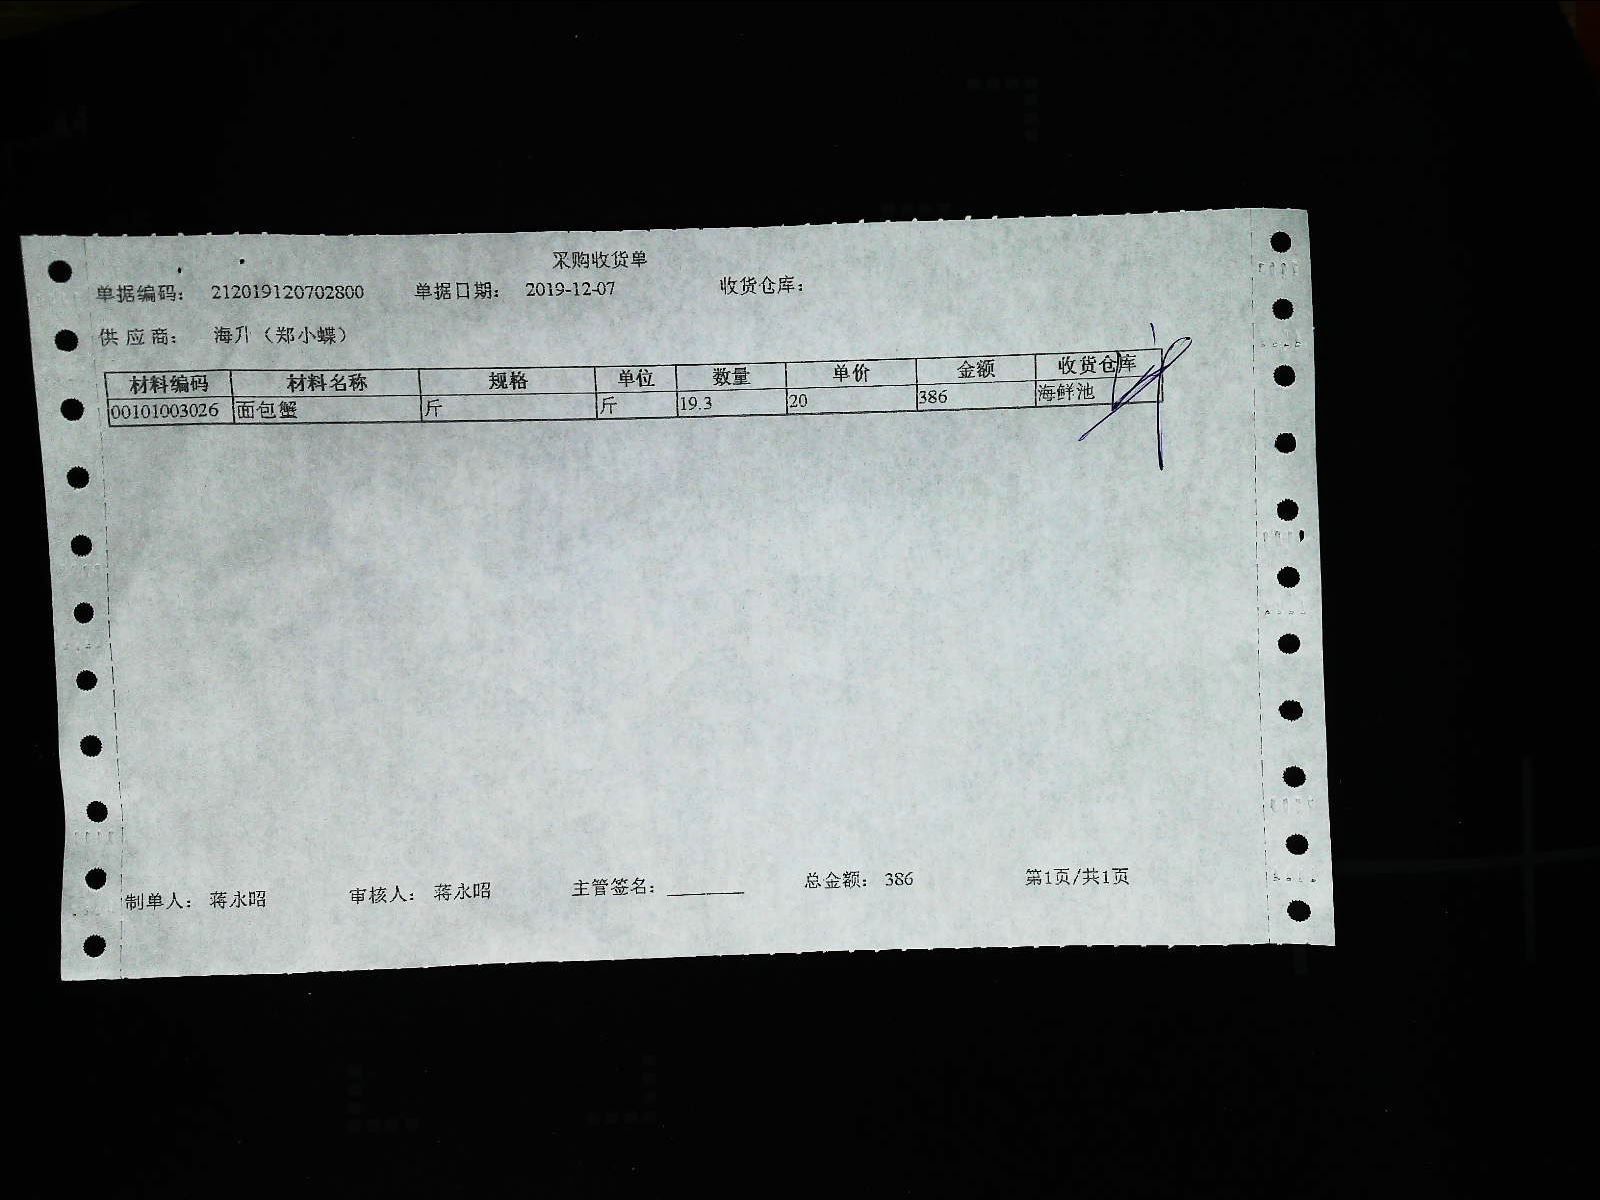 采购收货单
单据编码： 212019120702800 单据日期： 2019-12-07 收货仓库：
供应商： 海升（郑小蝶）
材料编码 材料名称 规格 单位 数量 单价 金额 收货仓库
00101003026 面包蟹 斤 斤 19.3 20 386 海鲜池
制单人： 蒋永昭 审核人： 蒋永昭 主管签名： 总金额： 386 第1页/共1页